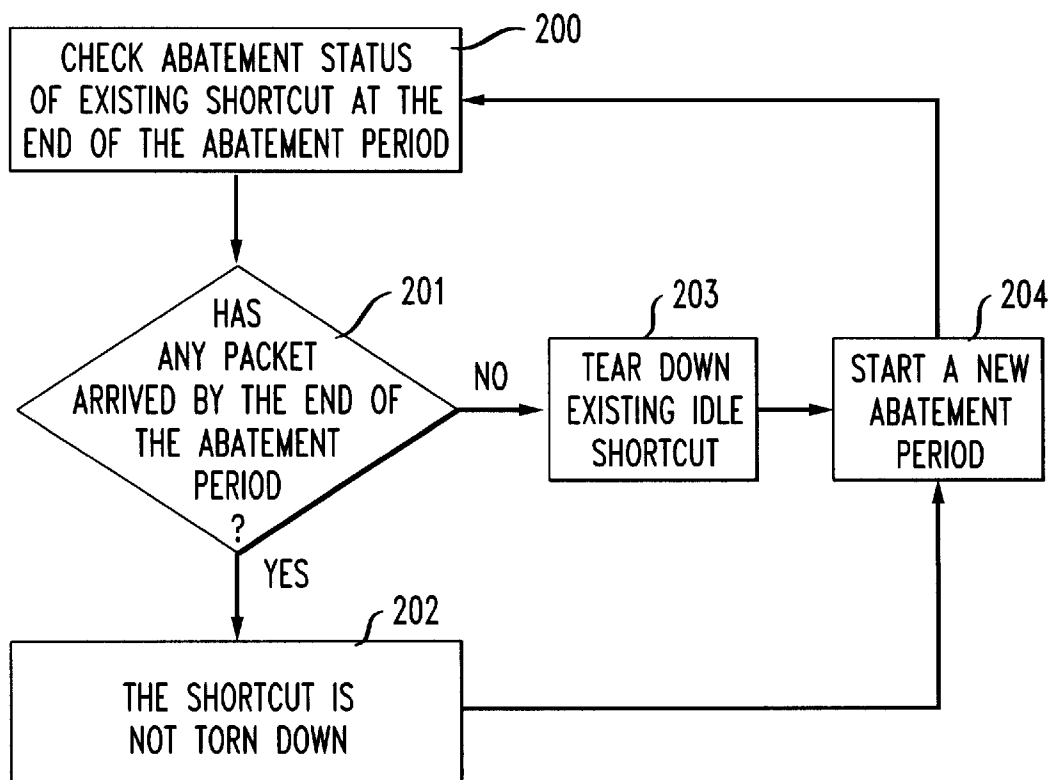 200
CHECK ABATEMENT STATUS
OF EXISTING SHORTCUT AT THE
END OF THE ABATEMENT PERIOD
201
HAS
ANY PACKET
ARRIVED BY THE END OF
THE ABATEMENT
PERIOD
?
NO
203
TEAR DOWN
EXISTING IDLE
SHORTCUT
204
START A NEW
ABATEMENT
PERIOD
YES
202
THE SHORTCUT IS
NOT TORN DOWN